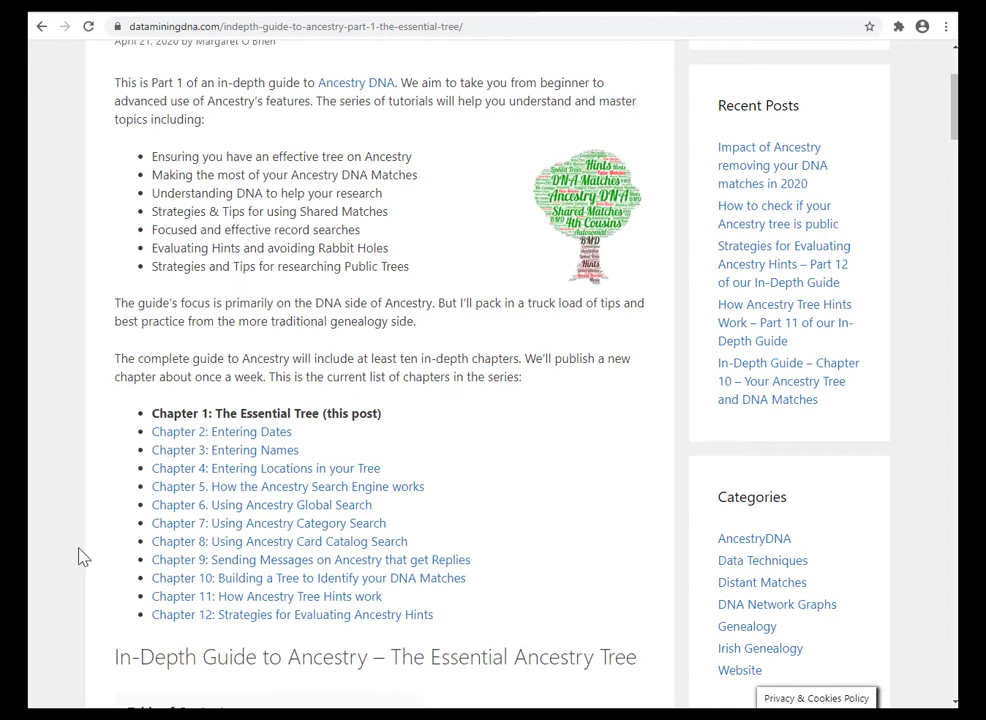 dataminingdna.com/indepth-guide-to-ancestry-part-1-the-essential-tree/
April 21, 2020 by Margaret O'Brien
This is Part 1 of an in-depth guide to Ancestry DNA. We aim to take you from beginner to
advanced use of Ancestry's features. The series of tutorials will help you understand and master
topics including:
• Ensuring you have an effective tree on Ancestry
• Making the most of your Ancestry DNA Matches
• Understanding DNA to help your research
• Strategies & Tips for using Shared Matches
• Focused and effective record searches
• Evaluating Hints and avoiding Rabbit Holes
• Strategies and Tips for researching Public Trees
Hints
DNA Matches
Ancestry DNA
Shared Matches
4th Cousins
Autosomal
BMD
Hints
The guide's focus is primarily on the DNA side of Ancestry. But I'll pack in a truck load of tips and
best practice from the more traditional genealogy side.
The complete guide to Ancestry will include at least ten in-depth chapters. We'll publish a new
chapter about once a week. This is the current list of chapters in the series:
• Chapter 1: The Essential Tree (this post)
• Chapter 2: Entering Dates
• Chapter 3: Entering Names
• Chapter 4: Entering Locations in your Tree
• Chapter 5. How the Ancestry Search Engine works
• Chapter 6. Using Ancestry Global Search
• Chapter 7: Using Ancestry Category Search
• Chapter 8: Using Ancestry Card Catalog Search
• Chapter 9: Sending Messages on Ancestry that get Replies
• Chapter 10: Building a Tree to Identify your DNA Matches
• Chapter 11: How Ancestry Tree Hints work
• Chapter 12: Strategies for Evaluating Ancestry Hints
In-Depth Guide to Ancestry – The Essential Ancestry Tree
Recent Posts
Impact of Ancestry
removing your DNA
matches in 2020
How to check if your
Ancestry tree is public
Strategies for Evaluating
Ancestry Hints – Part 12
of our In-Depth Guide
How Ancestry Tree Hints
Work – Part 11 of our In-
Depth Guide
In-Depth Guide – Chapter
10 – Your Ancestry Tree
and DNA Matches
Categories
AncestryDNA
Data Techniques
Distant Matches
DNA Network Graphs
Genealogy
Irish Genealogy
Website
Privacy & Cookies Policy